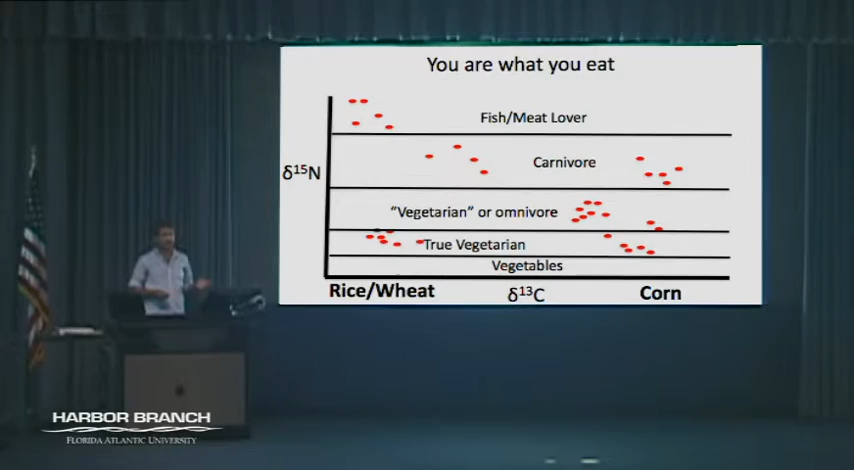 You are what you eat
Fish/Meat Lover
Carnivore
δ¹⁵N
"Vegetarian" or omnivore
True Vegetarian
Vegetables
Rice/Wheat
δ¹³C
Corn
HARBOR BRANCH
FLORIDA ATLANTIC UNIVERSITY